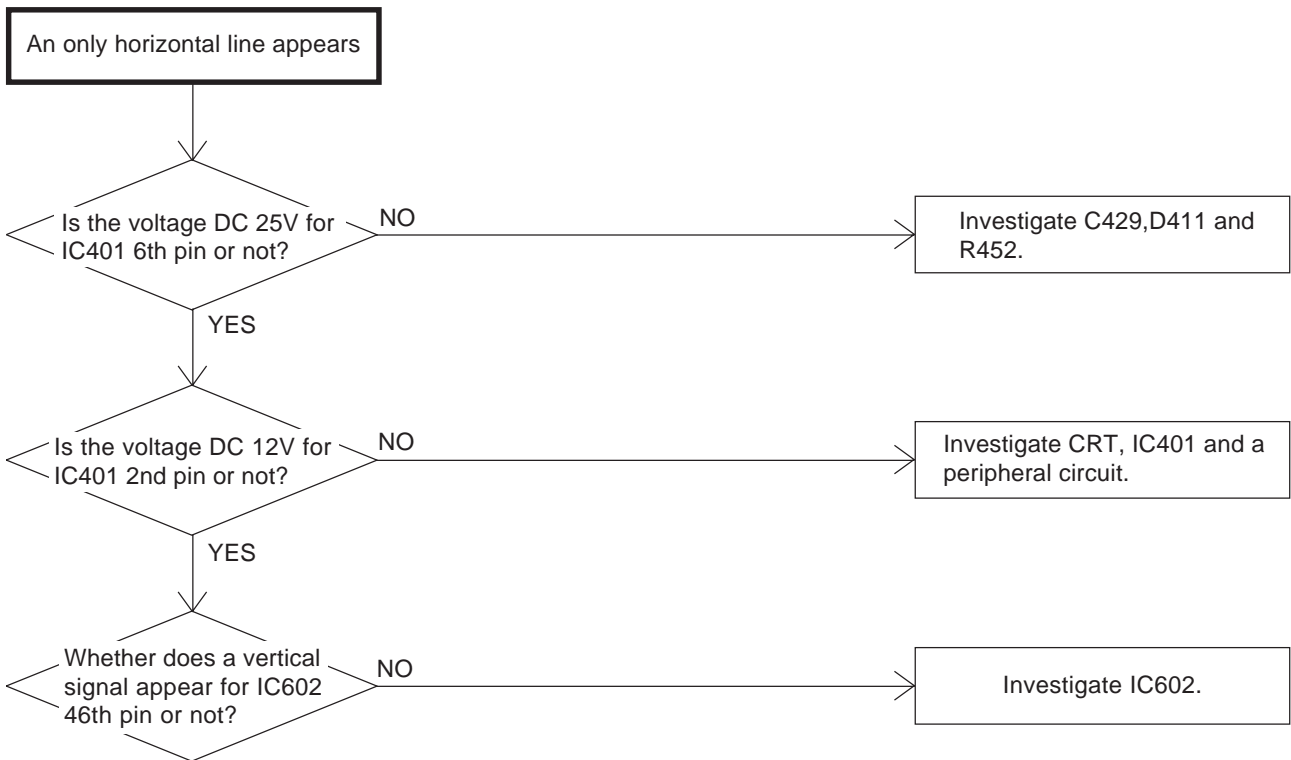 An only horizontal line appears
Is the voltage DC 25V for
IC401 6th pin or not?
NO
Investigate C429,D411 and
R452.
YES
Is the voltage DC 12V for
IC401 2nd pin or not?
NO
Investigate CRT, IC401 and a
peripheral circuit.
YES
Whether does a vertical
signal appear for IC602
46th pin or not?
NO
Investigate IC602.